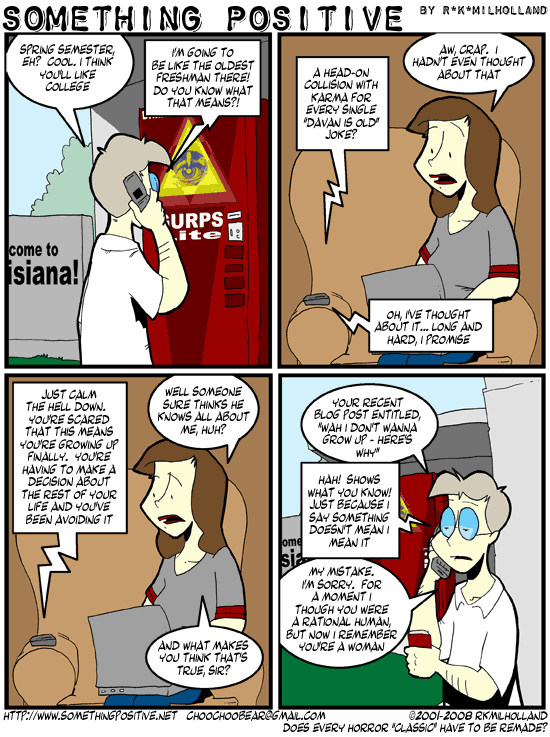 SOMETHING POSITIVE BY R*K*MILHOLLAND
SPRING SEMESTER,
EH? COOL. I THINK
YOU'LL LIKE
COLLEGE
I'M GOING TO
BE LIKE THE OLDEST
FRESHMAN THERE!
DO YOU KNOW WHAT
THAT MEANS?!
come to
isiana!
GURPS
ite
A HEAD-ON
COLLISION WITH
KARMA FOR
EVERY SINGLE
"DAVAN IS OLD"
JOKE?
AW, CRAP. I
HADN'T EVEN THOUGHT
ABOUT THAT
OH, I'VE THOUGHT
ABOUT IT... LONG AND
HARD, I PROMISE
JUST CALM
THE HELL DOWN.
YOU'RE SCARED
THAT THIS MEANS
YOU'RE GROWING UP
FINALLY. YOU'RE
HAVING TO MAKE A
DECISION ABOUT
THE REST OF YOUR
LIFE AND YOU'VE
BEEN AVOIDING IT
WELL SOMEONE
SURE THINKS HE
KNOWS ALL ABOUT
ME, HUH?
AND WHAT MAKES
YOU THINK THAT'S
TRUE, SIR?
YOUR RECENT
BLOG POST ENTITLED,
"WAH I DON'T WANNA
GROW UP - HERE'S
WHY"
HAH! SHOWS
WHAT YOU KNOW!
JUST BECAUSE I
SAY SOMETHING
DOESN'T MEAN I
MEAN IT
ome
sia
MY MISTAKE.
I'M SORRY. FOR
A MOMENT I
THOUGH YOU WERE
A RATIONAL HUMAN,
BUT NOW I REMEMBER
YOU'RE A WOMAN
HTTP://WWW.SOMETHINGPOSITIVE.NET CHOOCHOOBEAR@GMAIL.COM ©2001-2008 RKMILHOLLAND
DOES EVERY HORROR "CLASSIC" HAVE TO BE REMADE?